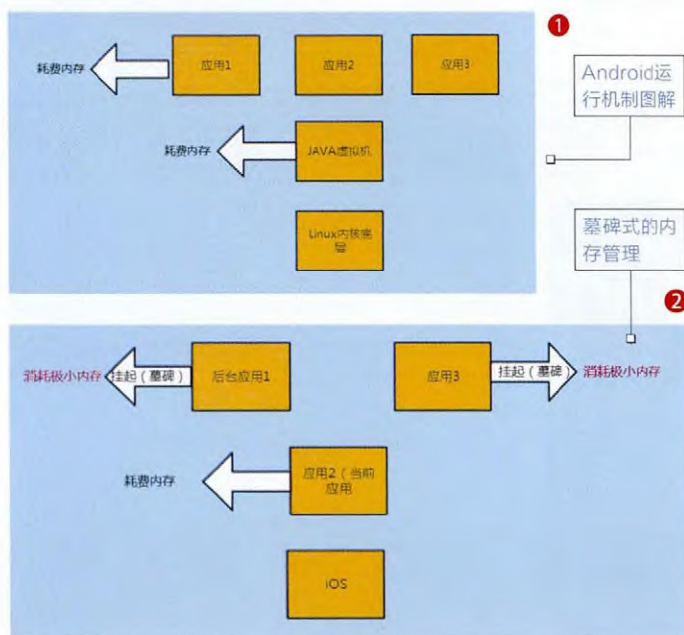 1
耗费内存
应用1
应用2
应用3
Android运
行机制图解
耗费内存
JAVA虚拟机
Linux内核底
层
墓碑式的内
存管理
2
消耗极小内存
挂起（墓碑）
后台应用1
应用3
挂起（墓碑）
消耗极小内存
耗费内存
应用2（当前
应用
iOS